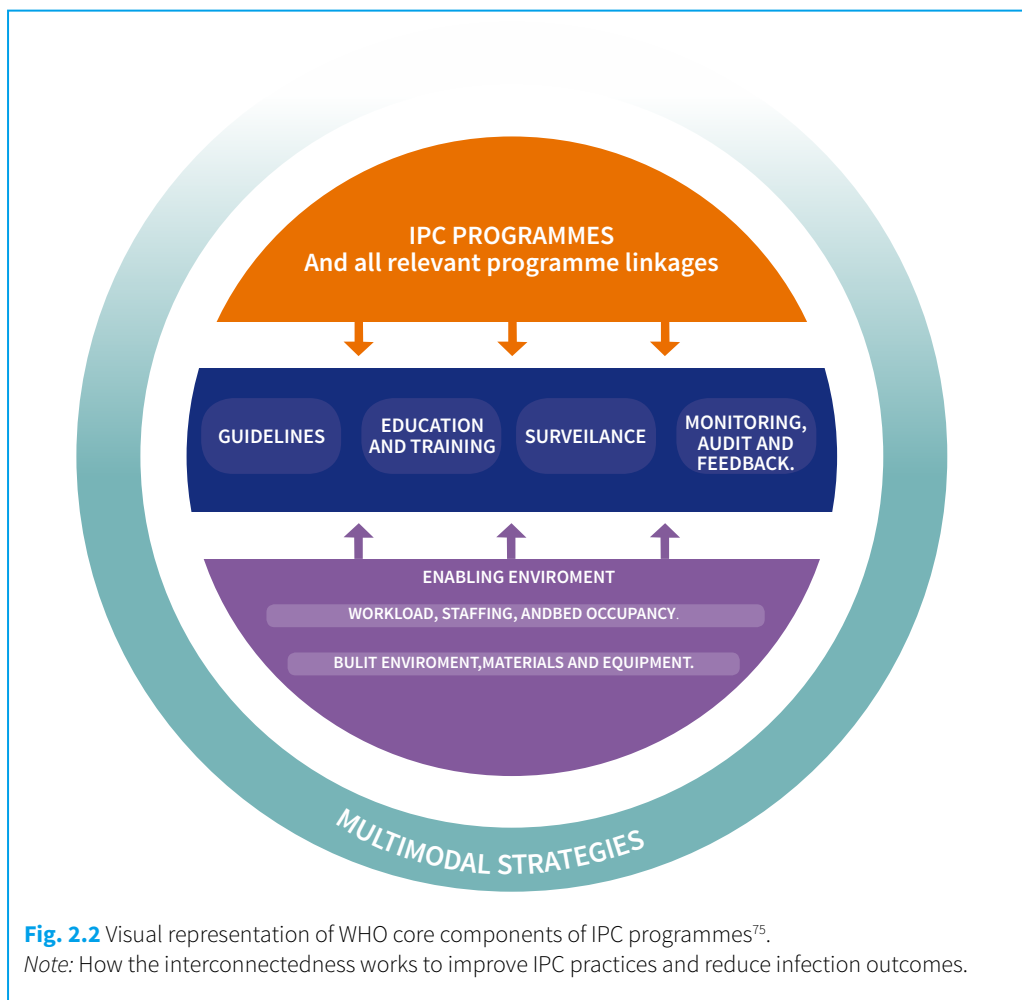 IPC PROGRAMMES
And all relevant programme linkages
GUIDELINES
EDUCATION
AND TRAINING
SURVEILANCE
MONITORING,
AUDIT AND
FEEDBACK.
ENABLING ENVIROMENT
WORKLOAD, STAFFING, ANDBED OCCUPANCY.
BULIT ENVIROMENT,MATERIALS AND EQUIPMENT.
MULTIMODAL STRATEGIES
Fig. 2.2 Visual representation of WHO core components of IPC programmes⁷⁵.
Note: How the interconnectedness works to improve IPC practices and reduce infection outcomes.